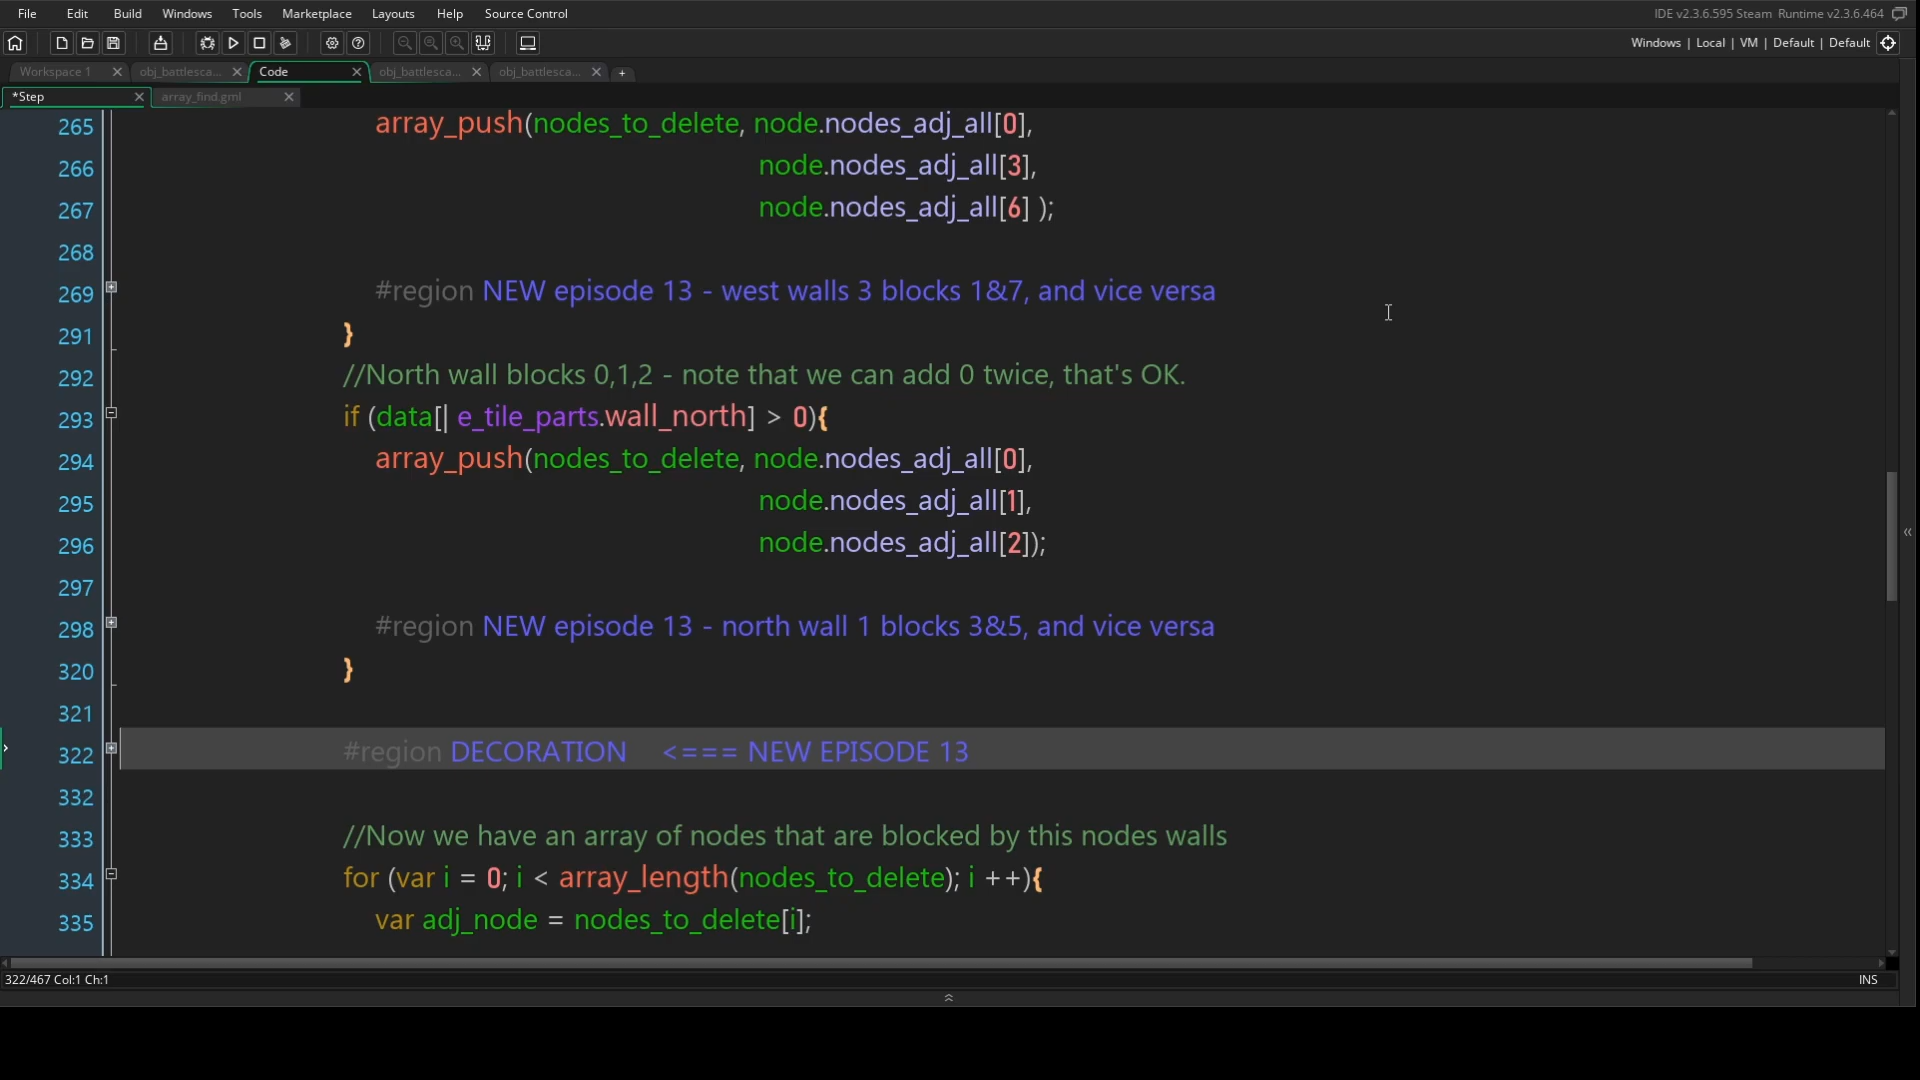 File Edit Build Windows Tools Marketplace Layouts Help Source Control IDE v2.3.6.595 Steam Runtime v2.3.6.464
Windows | Local | VM | Default | Default
Workspace 1 obj_battlesca... Code obj_battlesca... obj_battlesca... +
*Step array_find.gml
265 array_push(nodes_to_delete, node.nodes_adj_all[0],
266 node.nodes_adj_all[3],
267 node.nodes_adj_all[6] );
268
269 #region NEW episode 13 - west walls 3 blocks 1&7, and vice versa
291 }
292 //North wall blocks 0,1,2 - note that we can add 0 twice, that's OK.
293 if (data[| e_tile_parts.wall_north] > 0){
294 array_push(nodes_to_delete, node.nodes_adj_all[0],
295 node.nodes_adj_all[1],
296 node.nodes_adj_all[2]);
297
298 #region NEW episode 13 - north wall 1 blocks 3&5, and vice versa
320 }
321
322 #region DECORATION <=== NEW EPISODE 13
332
333 //Now we have an array of nodes that are blocked by this nodes walls
334 for (var i = 0; i < array_length(nodes_to_delete); i ++){
335 var adj_node = nodes_to_delete[i];
322/467 Col:1 Ch:1 INS